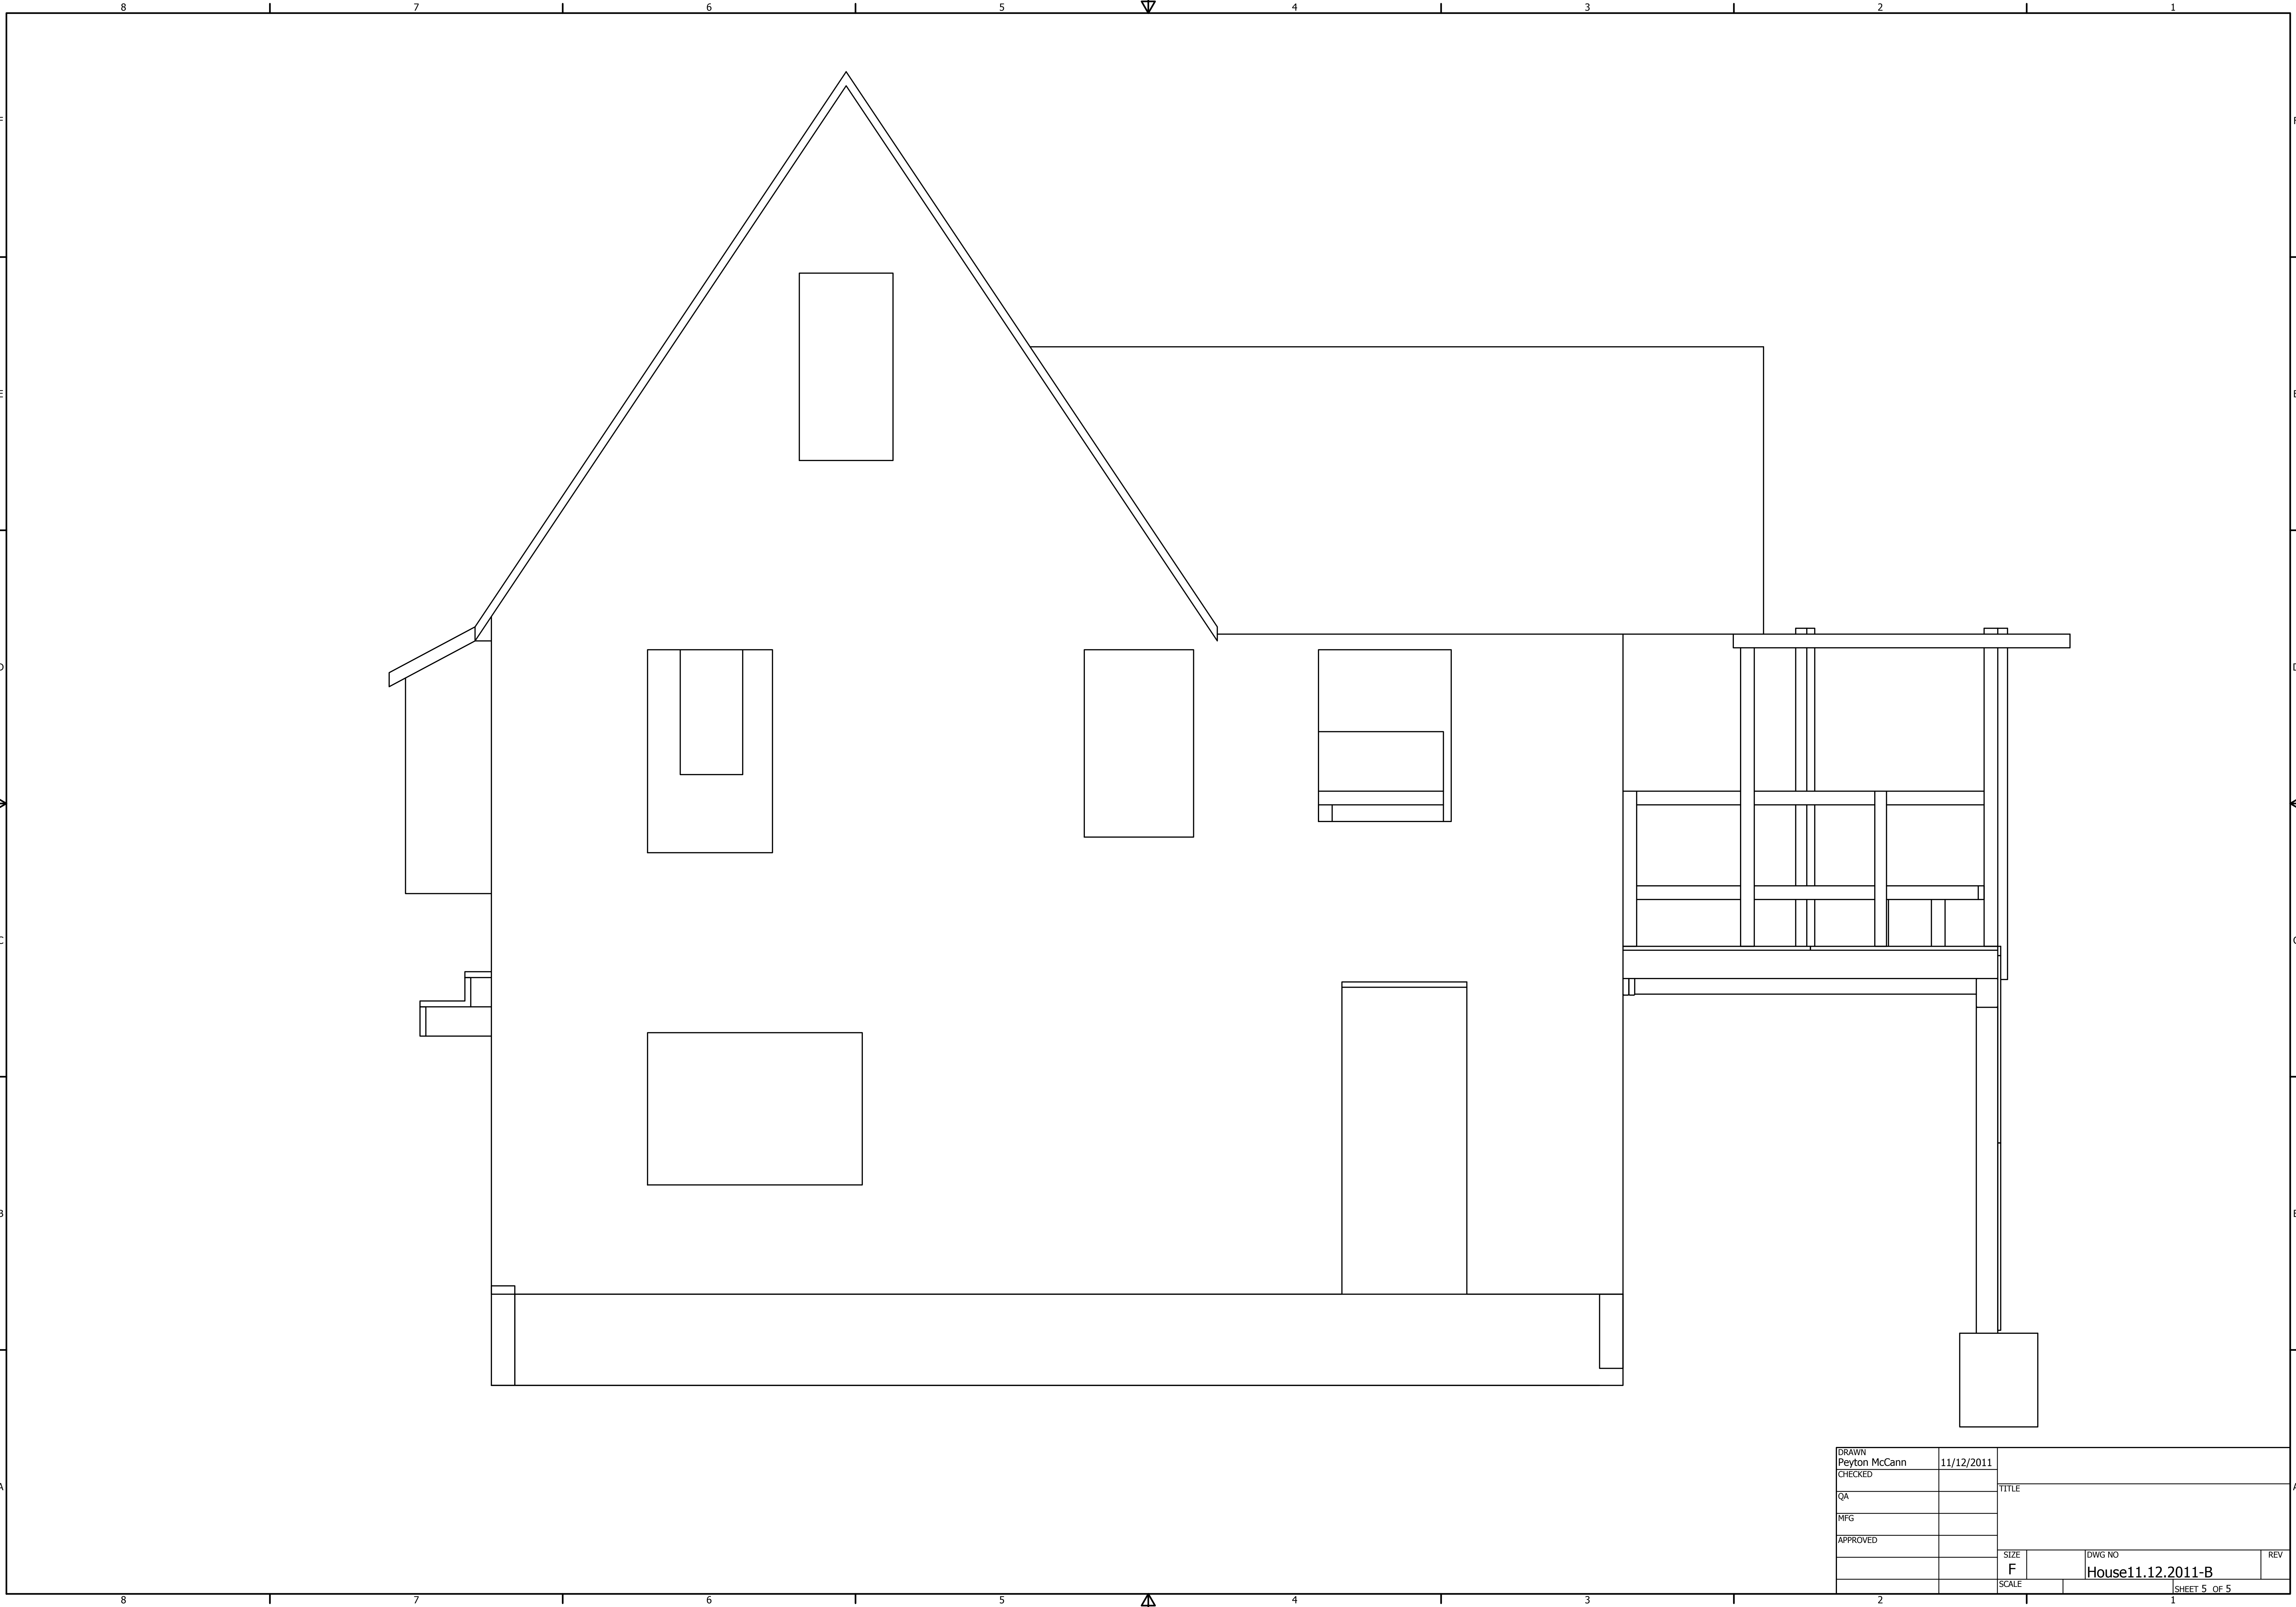 8 7 6 5 4 3 2 1
F F
E E
D D
C C
B B
A A
DRAWN
Peyton McCann 11/12/2011
CHECKED
TITLE
QA
MFG
APPROVED
SIZE DWG NO REV
F House11.12.2011-B
SCALE
SHEET 5 OF 5
8 7 6 5 4 3 2 1